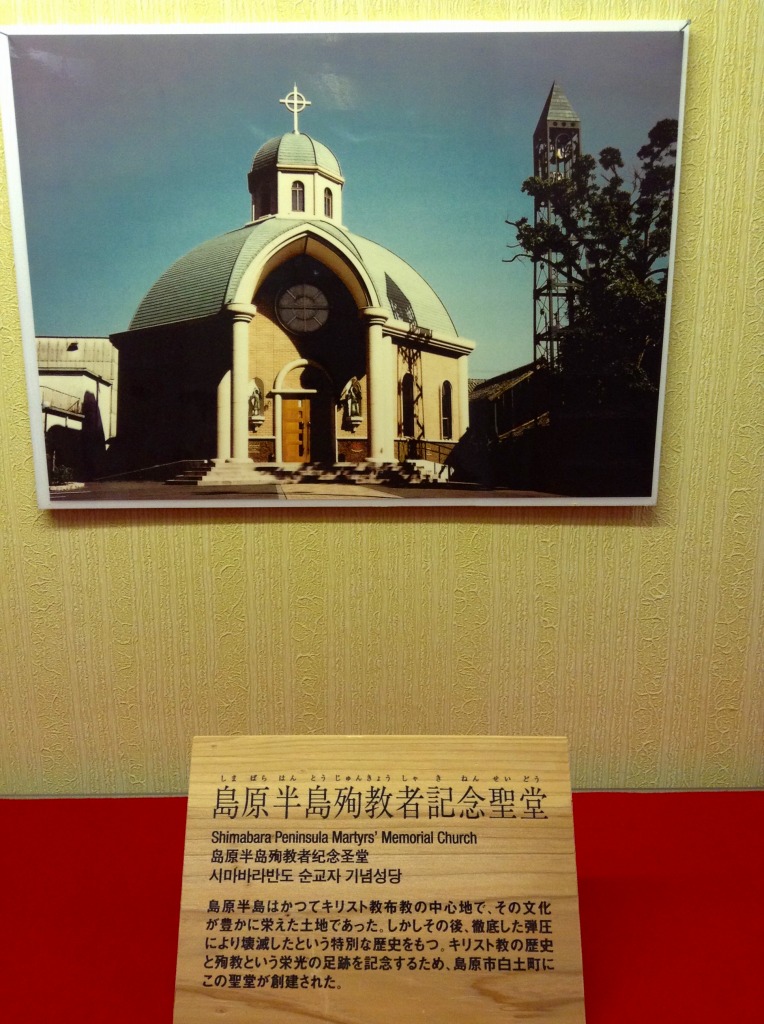 しま ばら はん とう じゅんきょう しゃ き ねん せい どう
島原半島殉教者記念聖堂
Shimabara Peninsula Martyrs' Memorial Church
岛原半岛殉教者纪念圣堂
시마바라반도 순교자 기념성당
島原半島はかつてキリスト教布教の中心地で、その文化
が豊かに栄えた土地であった。しかしその後、徹底した弾圧
により壊滅したという特別な歴史をもつ。キリスト教の歴史
と殉教という栄光の足跡を記念するため、島原市白土町に
この聖堂が創建された。